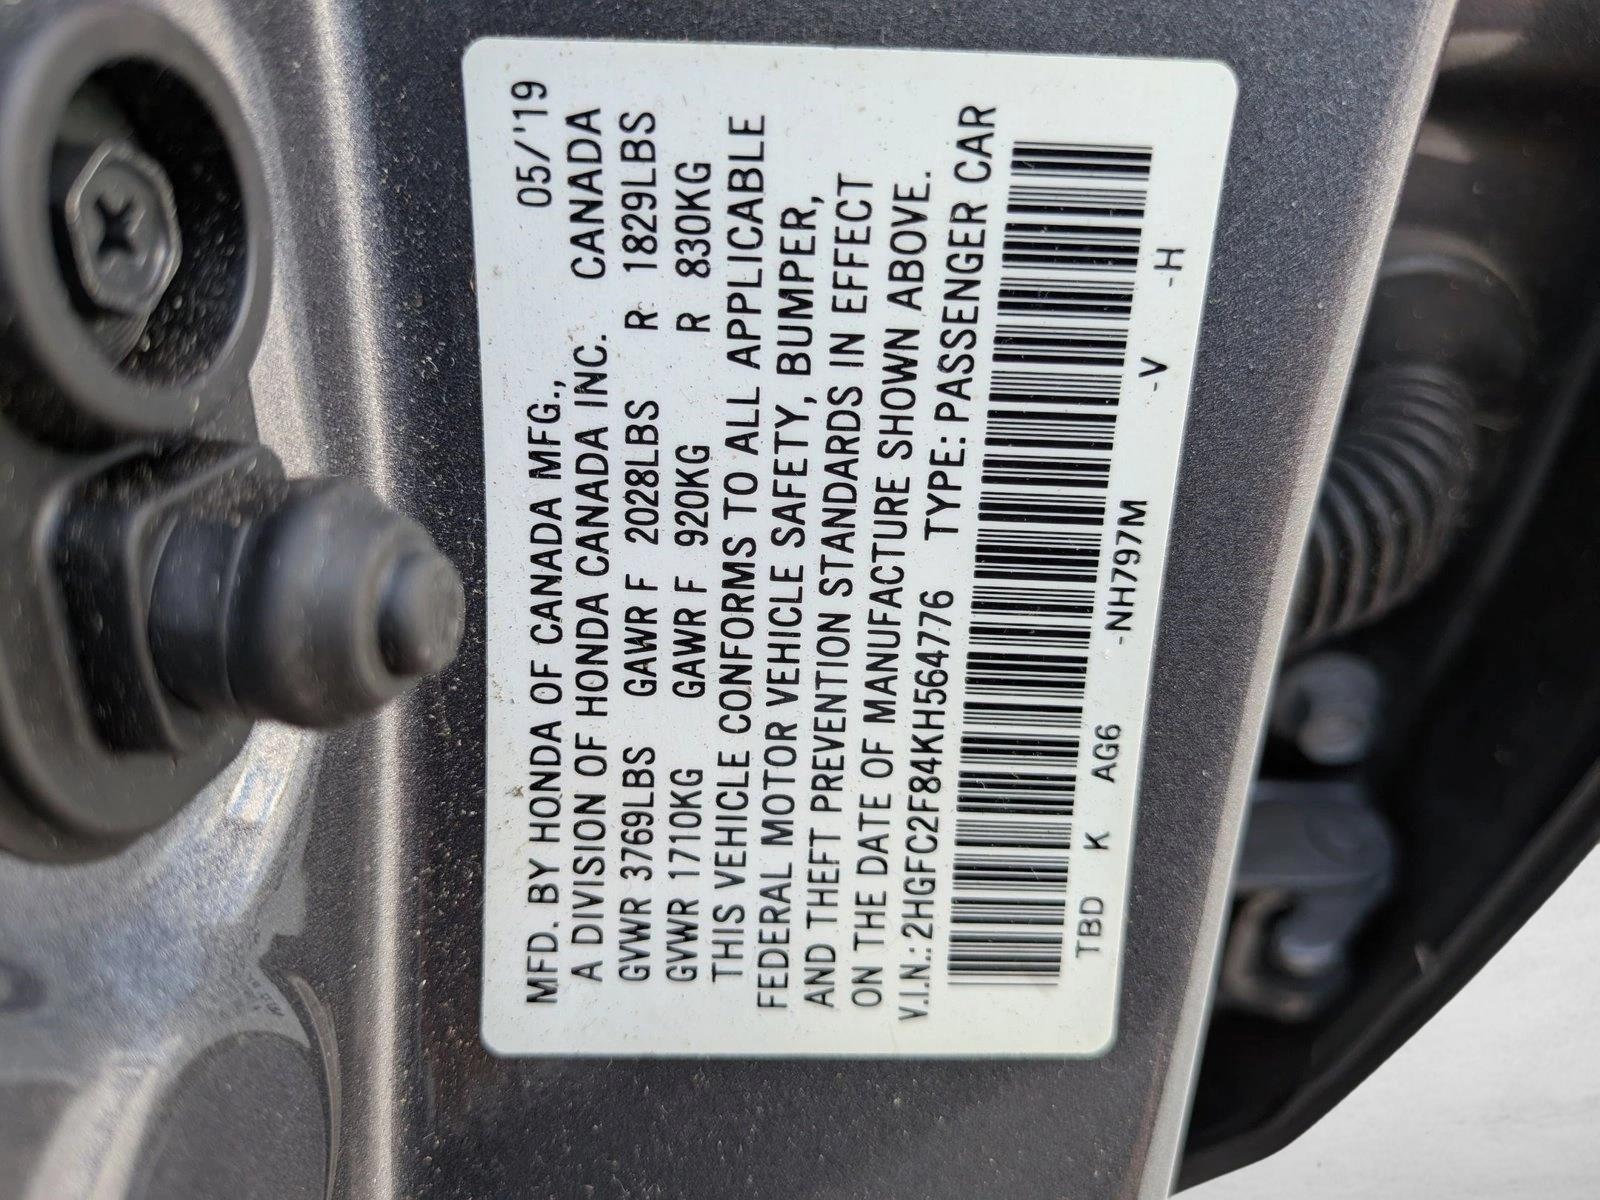 MFD. BY HONDA OF CANADA MFG., 05/'19
A DIVISION OF HONDA CANADA INC. CANADA
GVWR 3769LBS GAWR F 2028LBS R 1829LBS
GVWR 1710KG GAWR F 920KG R 830KG
THIS VEHICLE CONFORMS TO ALL APPLICABLE
FEDERAL MOTOR VEHICLE SAFETY, BUMPER,
AND THEFT PREVENTION STANDARDS IN EFFECT
ON THE DATE OF MANUFACTURE SHOWN ABOVE.
V.I.N.:2HGFC2F84KH564776 TYPE:PASSENGER CAR
TBD K AG6 -NH797M -V -H